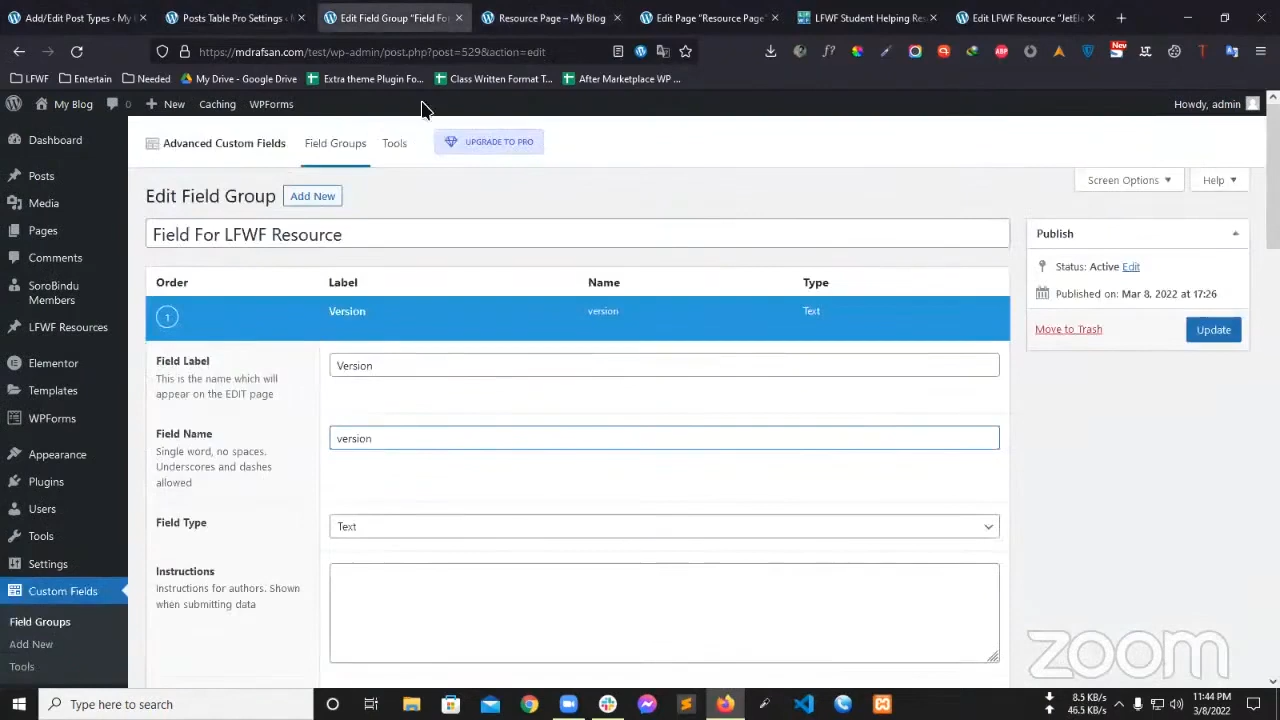 Add/Edit Post Types ‹ My
Posts Table Pro Settings ‹
Edit Field Group "Field Fo
Resource Page – My Blog
Edit Page "Resource Page"
LFWF Student Helping Res
Edit LFWF Resource "JetEle
https://mdrafsan.com/test/wp-admin/post.php?post=529&action=edit
ABP
New
LFWF
Entertain
Needed
My Drive - Google Drive
Extra theme Plugin Fo...
Class Written Format T...
After Marketplace WP ...
My Blog
0
New
Caching
WPForms
Howdy, admin
Dashboard
Posts
Media
Pages
Comments
SoroBindu
Members
LFWF Resources
Elementor
Templates
WPForms
Appearance
Plugins
Users
Tools
Settings
Custom Fields
Field Groups
Add New
Tools
Advanced Custom Fields
Field Groups
Tools
UPGRADE TO PRO
Screen Options
Help
Edit Field Group
Add New
Field For LFWF Resource
Order
Label
Name
Type
1
Version
version
Text
Field Label
This is the name which will
appear on the EDIT page
Version
Field Name
Single word, no spaces.
Underscores and dashes
allowed
version
Field Type
Text
Instructions
Instructions for authors. Shown
when submitting data
Publish
Status: Active Edit
Published on: Mar 8, 2022 at 17:26
Move to Trash
Update
zoom
Type here to search
8.5 KB/s
46.5 KB/s
11:44 PM
3/8/2022